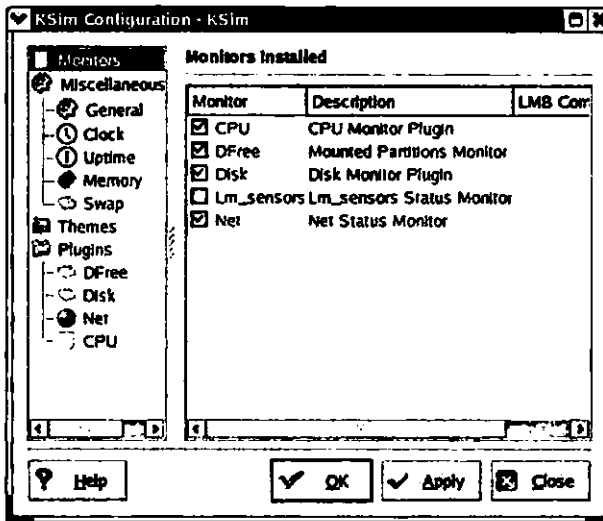 KSim Configuration - KSim
Monitors
Miscellaneous
General
Clock
Uptime
Memory
Swap
Themes
Plugins
DFree
Disk
Net
CPU
Monitors Installed
Monitor Description LMB Com
CPU CPU Monitor Plugin
DFree Mounted Partitions Monitor
Disk Disk Monitor Plugin
Lm_sensors Lm_sensors Status Monitor
Net Net Status Monitor
Help OK Apply Close